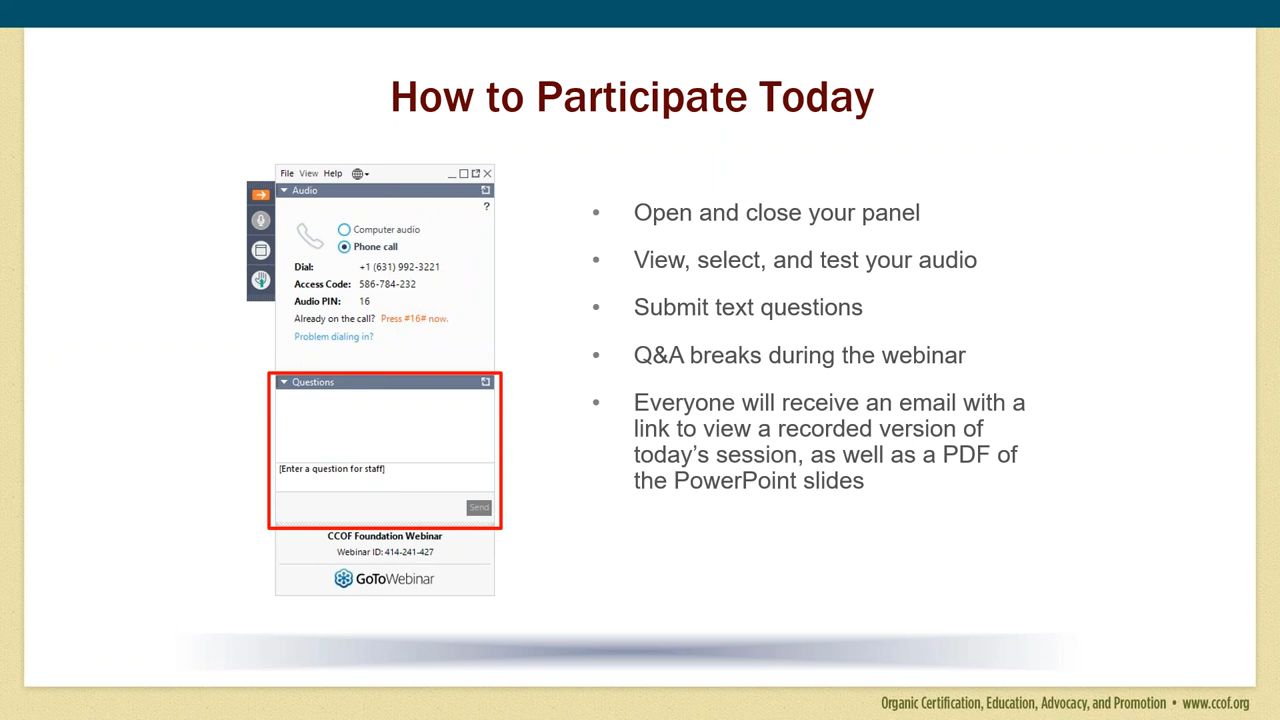 How to Participate Today
File View Help
Audio
?
Computer audio
Phone call
Dial: +1 (631) 992-3221
Access Code: 586-784-232
Audio PIN: 16
Already on the call? Press #16# now.
Problem dialing in?
Questions
[Enter a question for staff]
Send
CCOF Foundation Webinar
Webinar ID: 414-241-427
GoToWebinar
• Open and close your panel
• View, select, and test your audio
• Submit text questions
• Q&A breaks during the webinar
• Everyone will receive an email with a
link to view a recorded version of
today’s session, as well as a PDF of
the PowerPoint slides
Organic Certification, Education, Advocacy, and Promotion • www.ccof.org